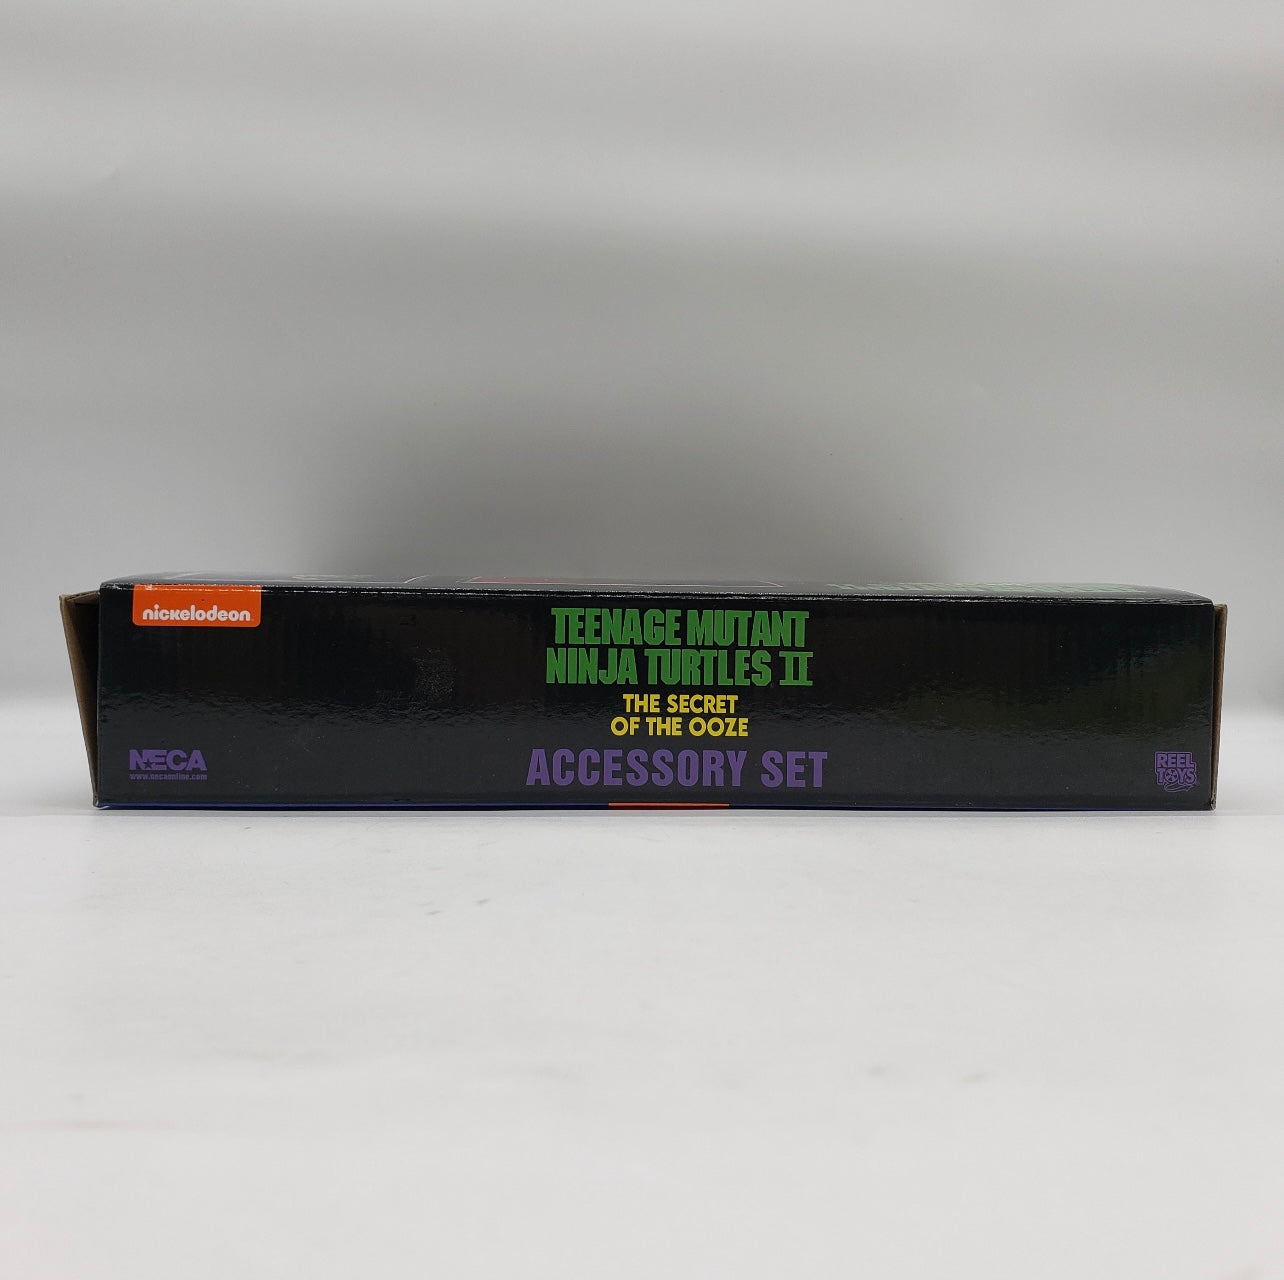 nickelodeon
TEENAGE MUTANT
NINJA TURTLES II
THE SECRET
OF THE OOZE
ACCESSORY SET
NECA
www.necaonline.com
REEL
TOYS